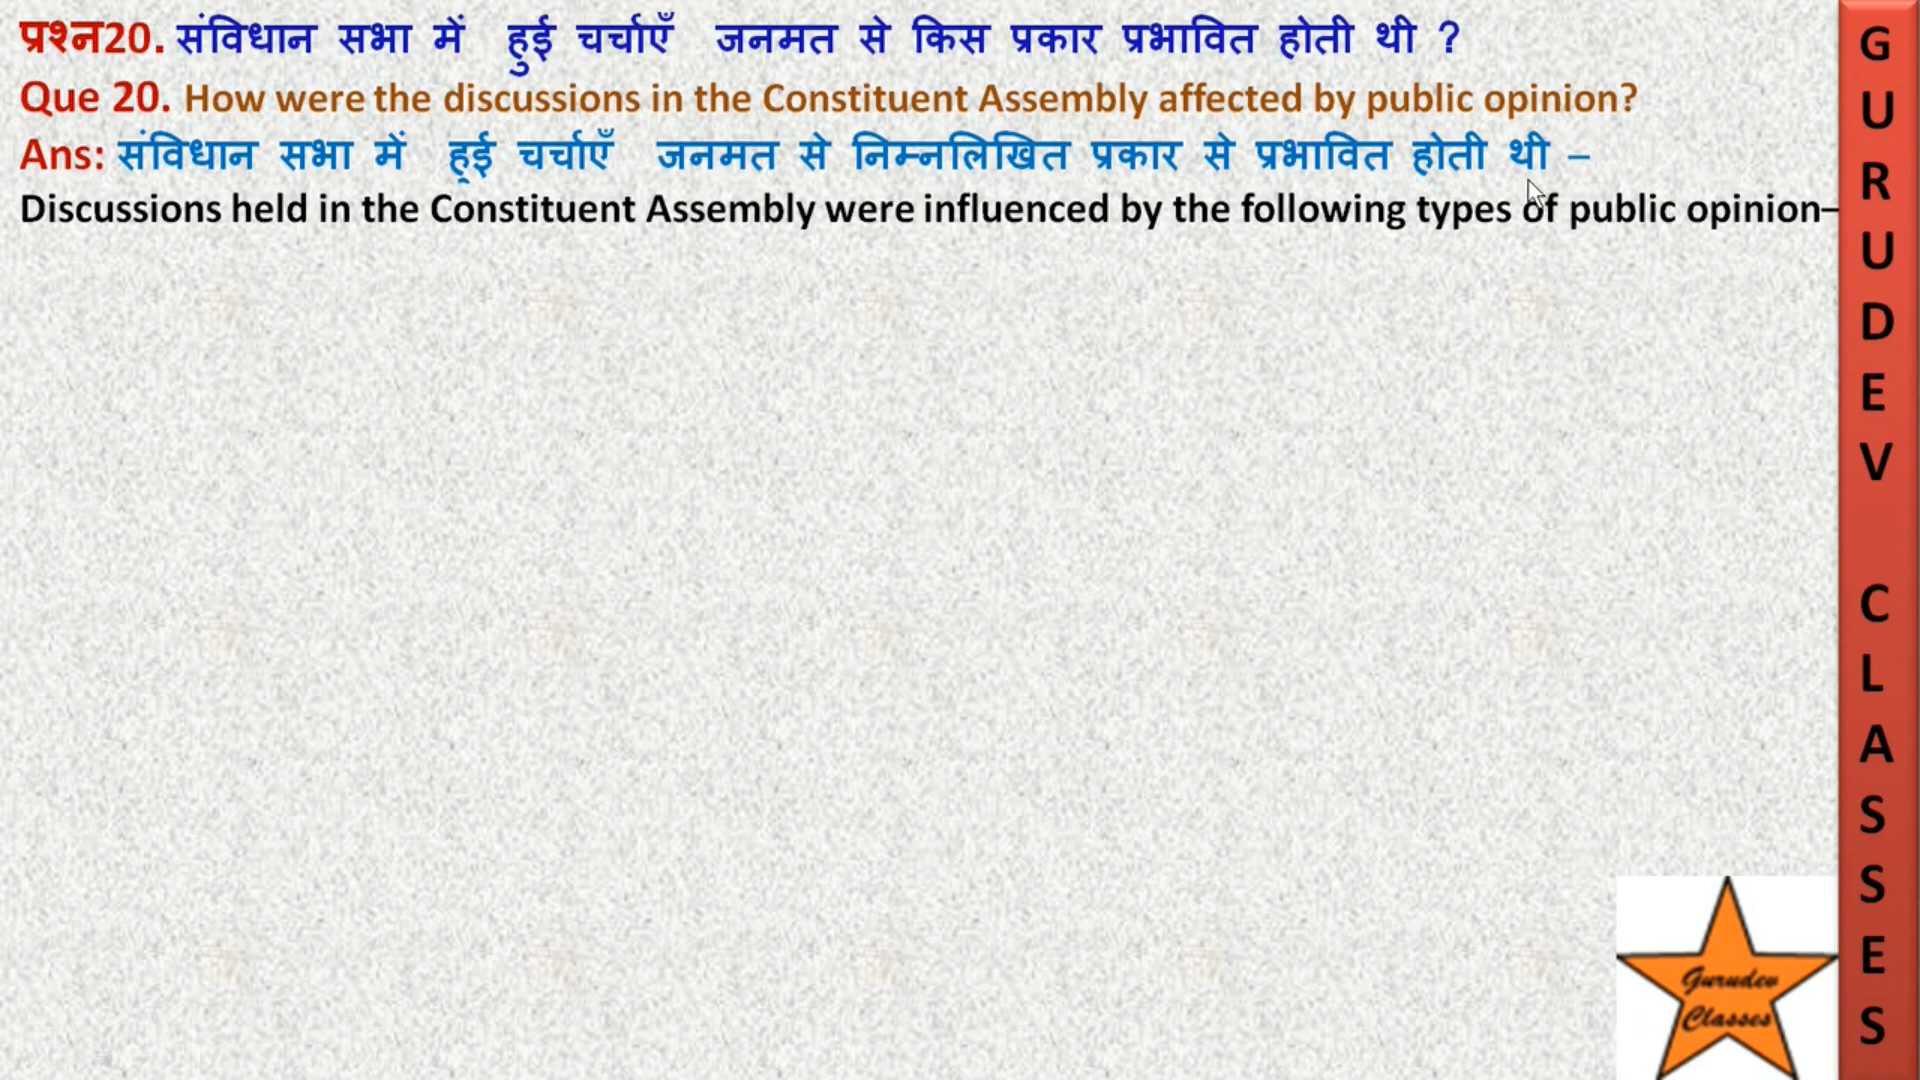 प्रश्न20. संविधान सभा में हुई चर्चाएँ जनमत से किस प्रकार प्रभावित होती थी ?
Que 20. How were the discussions in the Constituent Assembly affected by public opinion?
Ans: संविधान सभा में हुई चर्चाएँ जनमत से निम्नलिखित प्रकार से प्रभावित होती थी –
Discussions held in the Constituent Assembly were influenced by the following types of public opinion–
GURUDEV CLASSES
Gurudev
Classes